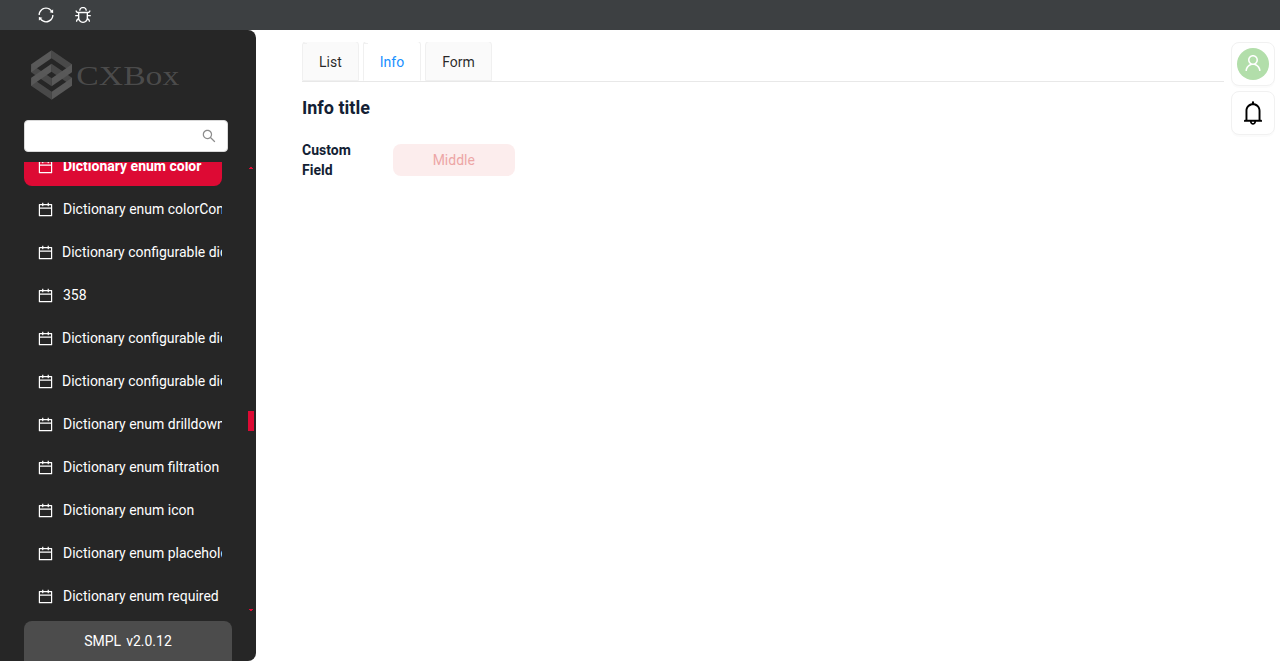 CXBox
Dictionary enum color
Dictionary enum colorCon
Dictionary configurable di
358
Dictionary configurable di
Dictionary configurable di
Dictionary enum drilldown
Dictionary enum filtration
Dictionary enum icon
Dictionary enum placehol
Dictionary enum required
SMPL v2.0.12
List Info Form
Info title
Custom
Field
Middle